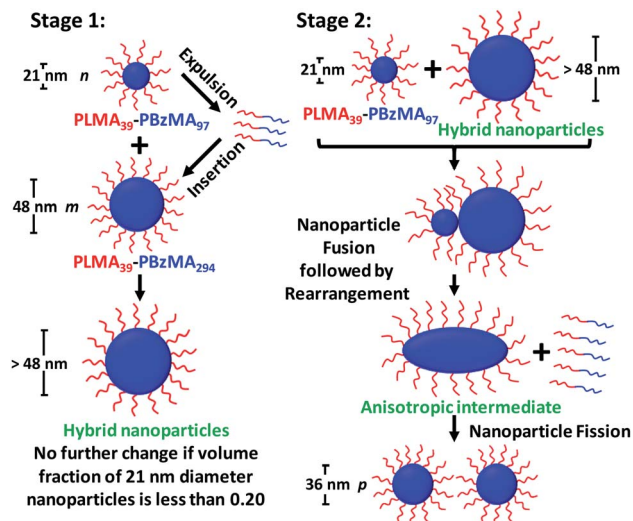 Stage 1:
21 nm n
Expulsion
PLMA39-PBzMA97
+
Insertion
48 nm m
PLMA39-PBzMA294
> 48 nm
Hybrid nanoparticles
No further change if volume
fraction of 21 nm diameter
nanoparticles is less than 0.20
Stage 2:
21 nm
+
> 48 nm
PLMA39-PBzMA97
Hybrid nanoparticles
Nanoparticle
Fusion
followed by
Rearrangement
+
Anisotropic intermediate
Nanoparticle Fission
36 nm p